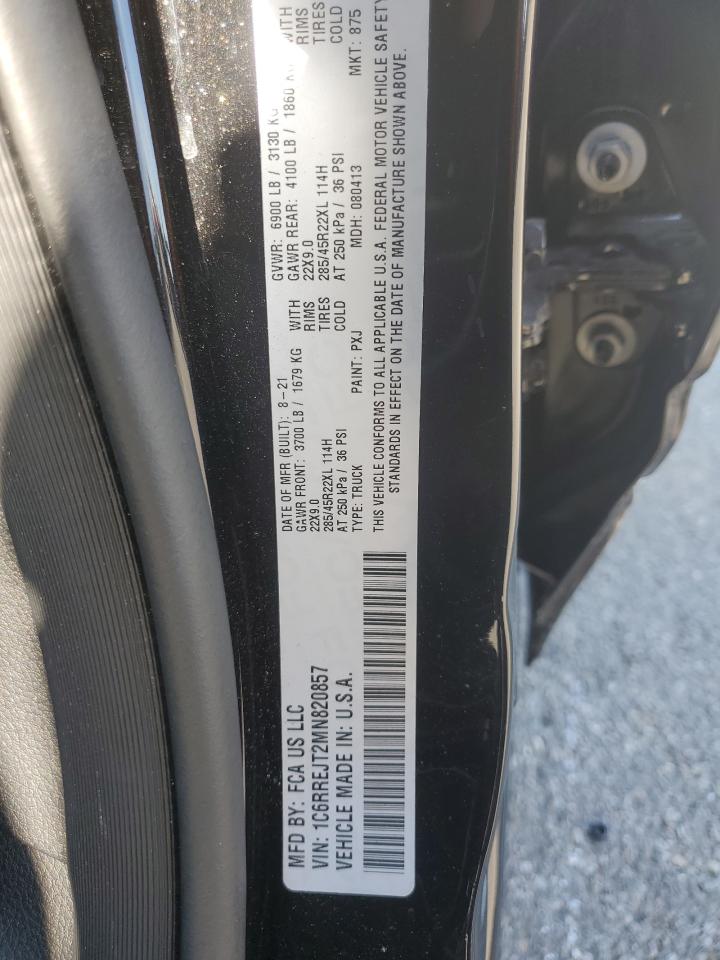 MFD BY: FCA US LLC
VIN: 1C6RREJT2MN820857
VEHICLE MADE IN: U.S.A.
DATE OF MFR (BUILT): 8-21
GVWR: 6900 LB / 3130 KG
GAWR FRONT: 3700 LB / 1679 KG WITH
GAWR REAR: 4100 LB / 1860 KG WITH
22X9.0 RIMS
22X9.0 RIMS
285/45R22XL 114H TIRES
285/45R22XL 114H TIRES
AT 250 kPa / 36 PSI COLD
AT 250 kPa / 36 PSI COLD
TYPE: TRUCK PAINT: PXJ MDH: 080413 MKT: 875
THIS VEHICLE CONFORMS TO ALL APPLICABLE U.S.A. FEDERAL MOTOR VEHICLE SAFETY
STANDARDS IN EFFECT ON THE DATE OF MANUFACTURE SHOWN ABOVE.